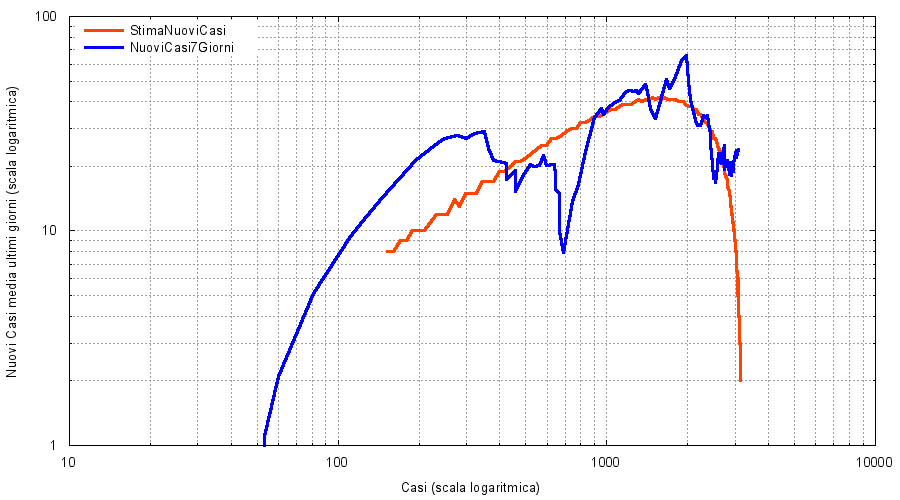 100
StimaNuoviCasi
NuoviCasi7Giorni
Nuovi Casi media ultimi giorni (scala logaritmica)
10
1
10
100
1000
10000
Casi (scala logaritmica)